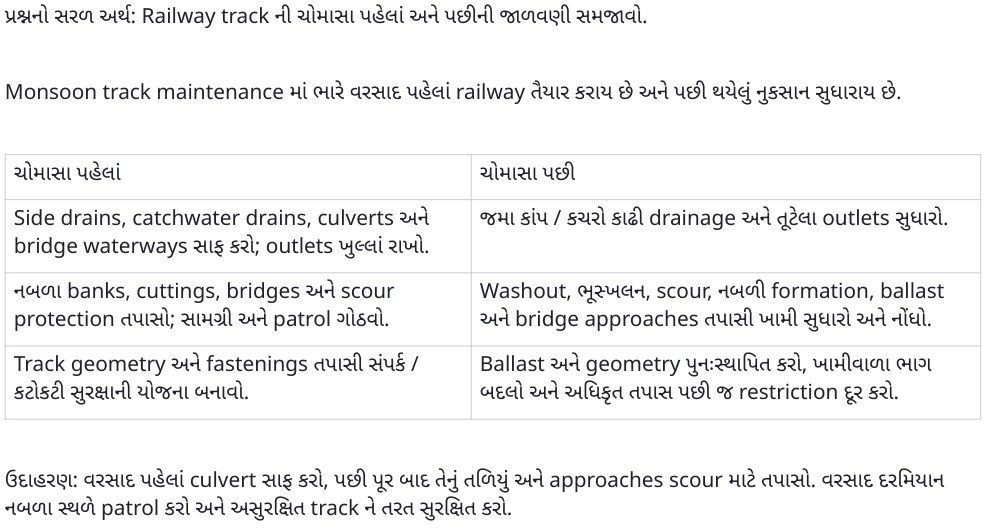 પ્રશ્નનો સરળ અર્થ: Railway track ની ચોમાસા પહેલાં અને પછીની જાળવણી સમજાવો.
Monsoon track maintenance માં ભારે વરસાદ પહેલાં railway તૈયાર કરાય છે અને પછી થયેલું નુકસાન સુધારાય છે.
ચોમાસા પહેલાં
ચોમાસા પછી
Side drains, catchwater drains, culverts અને
bridge waterways સાફ કરો; outlets ખુલ્લાં રાખો.
જમા કાંપ / કચરો કાઢી drainage અને તૂટેલા outlets સુધારો.
નબળા banks, cuttings, bridges અને scour
protection તપાસો; સામગ્રી અને patrol ગોઠવો.
Washout, ભૂસ્ખલન, scour, નબળી formation, ballast
અને bridge approaches તપાસી ખામી સુધારો અને નોંધો.
Track geometry અને fastenings તપાસી સંપર્ક /
કટોકટી સુરક્ષાની યોજના બનાવો.
Ballast અને geometry પુનઃસ્થાપિત કરો, ખામીવાળા ભાગ
બદલો અને અધિકૃત તપાસ પછી જ restriction દૂર કરો.
ઉદાહરણ: વરસાદ પહેલાં culvert સાફ કરો, પછી પૂર બાદ તેનું તળિયું અને approaches scour માટે તપાસો. વરસાદ દરમિયાન
નબળા સ્થળે patrol કરો અને અસુરક્ષિત track ને તરત સુરક્ષિત કરો.